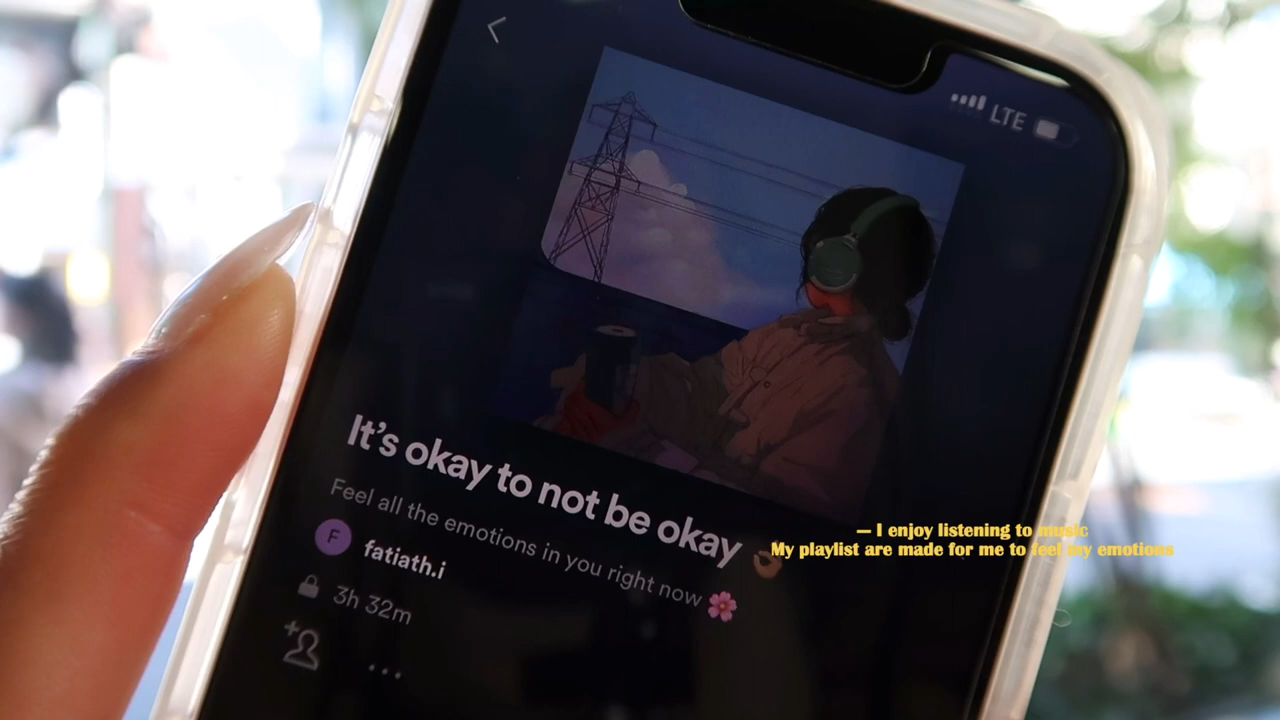 LTE
It's okay to not be okay 👌🏽
Feel all the emotions in you right now 🌸
F fatiath.i
3h 32m
— I enjoy listening to music
My playlist are made for me to feel my emotions